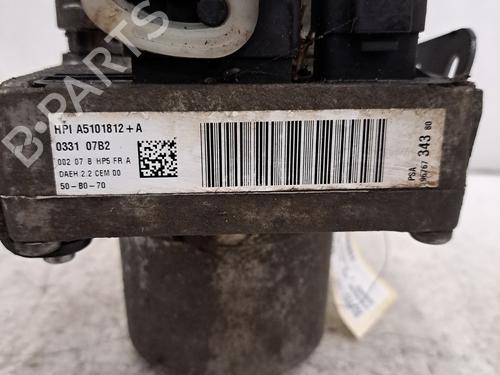 HPI A5101812+A
0331 07B2
002 07 B HP5 FR A
DAEH 2.2 CEM 00
50-B0-70
PSA
96767 343 80
B-PARTS